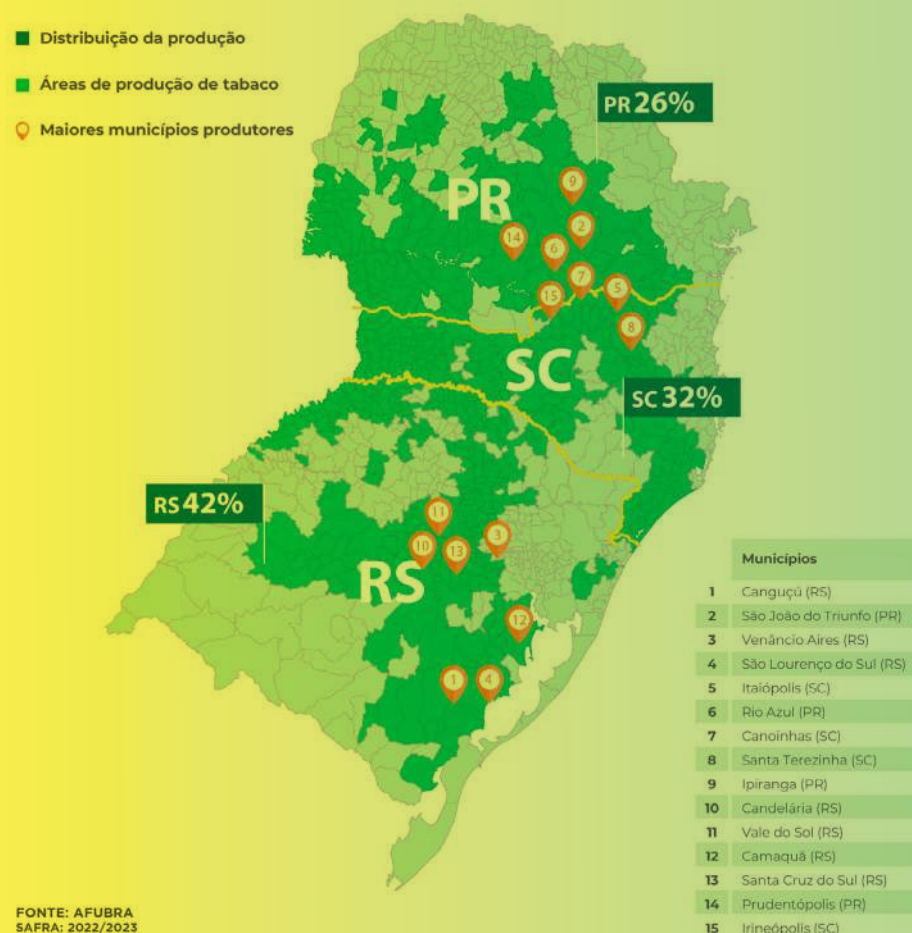 Distribuição da produção
Áreas de produção de tabaco
Maiores municípios produtores
PR 26%
PR
9
2
14
6
7
5
15
8
SC
SC 32%
RS 42%
11
10
13
3
RS
12
1
4
Municípios
1 Canguçú (RS)
2 São João do Triunfo (PR)
3 Venâncio Aires (RS)
4 São Lourenço do Sul (RS)
5 Itaiópolis (SC)
6 Rio Azul (PR)
7 Canoinhas (SC)
8 Santa Terezinha (SC)
9 Ipiranga (PR)
10 Candelária (RS)
11 Vale do Sol (RS)
12 Camaquã (RS)
13 Santa Cruz do Sul (RS)
14 Prudentópolis (PR)
15 Irineópolis (SC)
FONTE: AFUBRA
SAFRA: 2022/2023